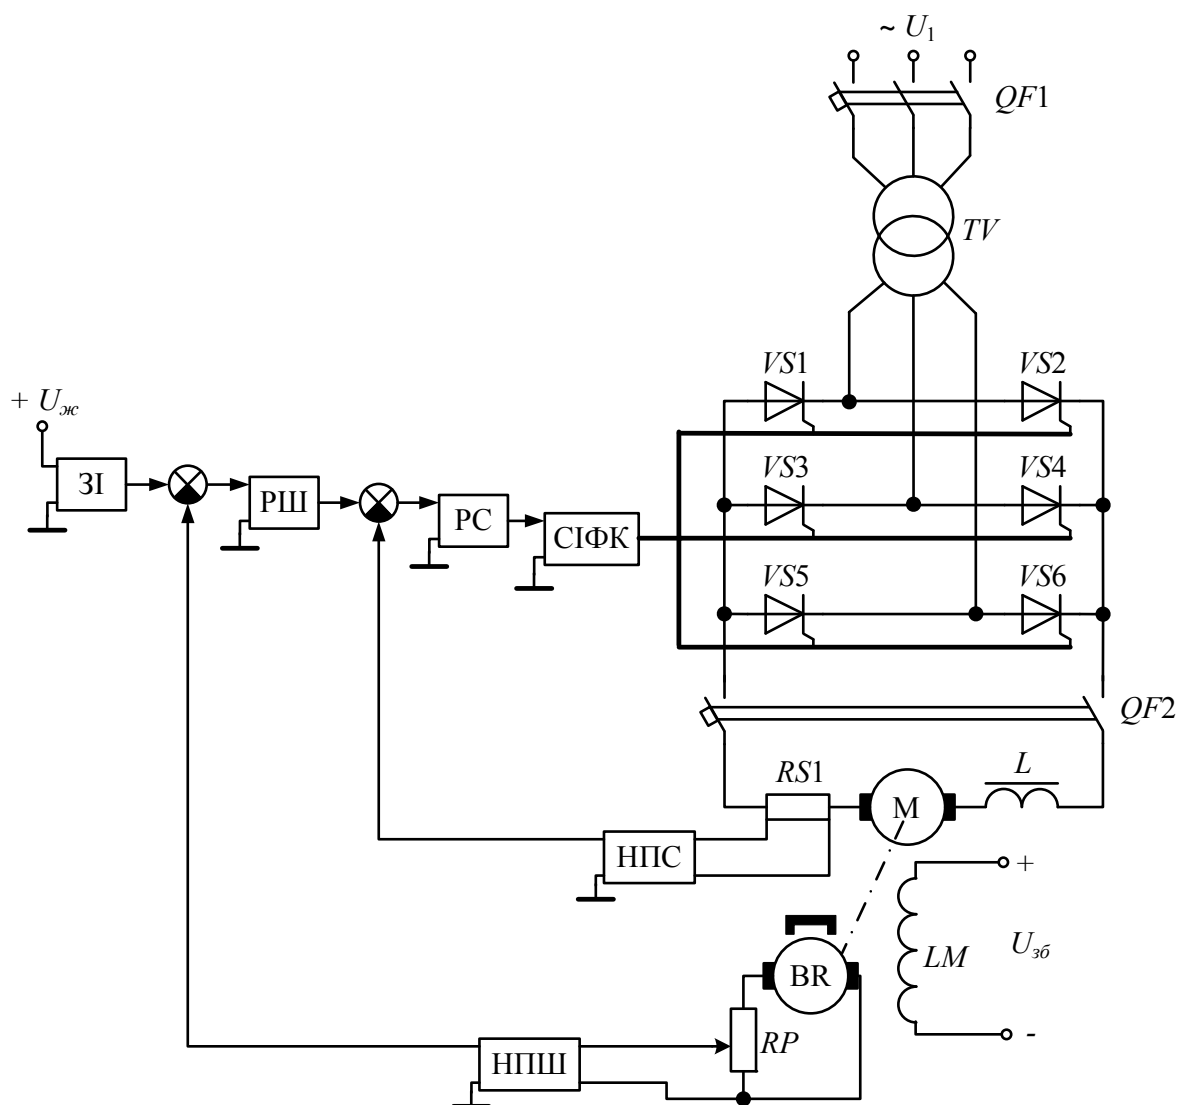 ~ U₁
QF1
TV
VS1
VS2
+ Uж
ЗІ
РШ
РС
СІФК
VS3
VS4
VS5
VS6
QF2
RS1
М
L
НПС
+
BR
LM
Uзб
RP
НПШ
-